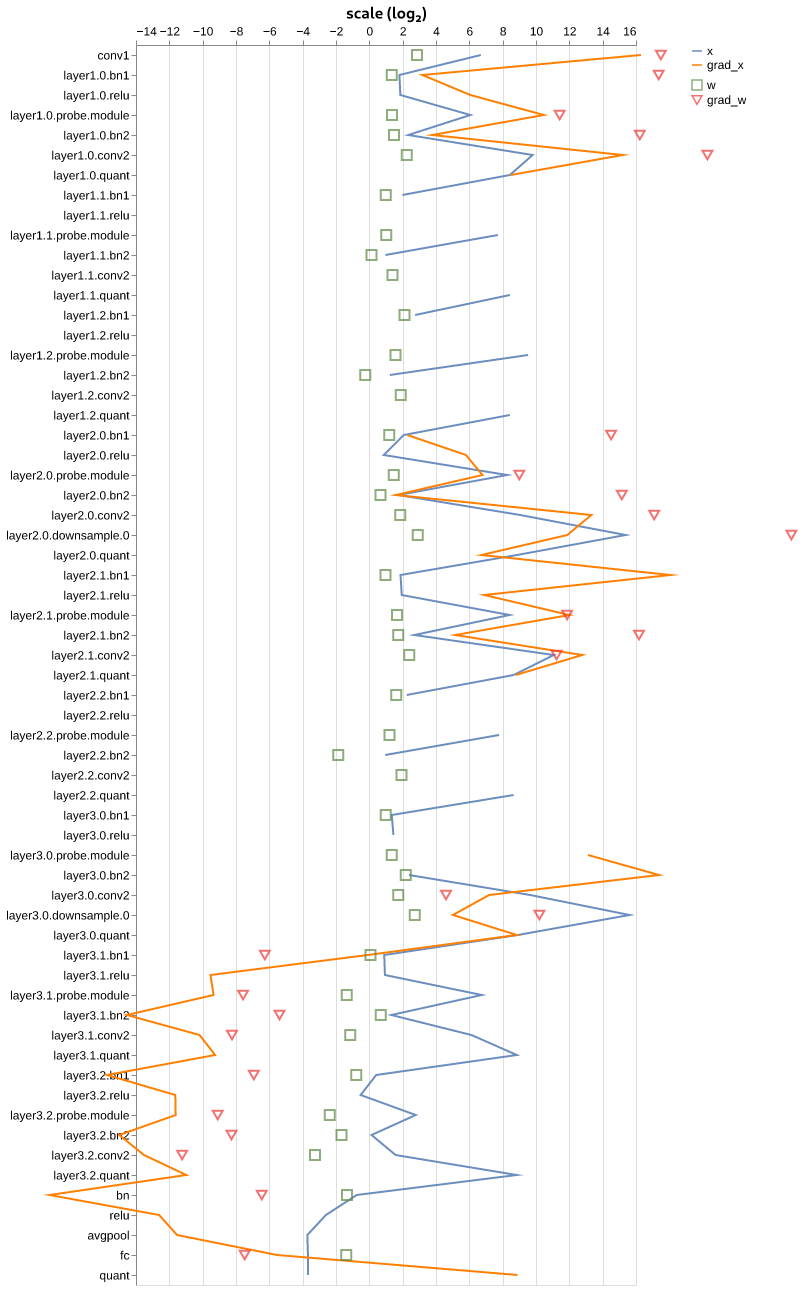 scale (log₂)
−14 −12 −10 −8 −6 −4 −2 0 2 4 6 8 10 12 14 16
conv1
layer1.0.bn1
layer1.0.relu
layer1.0.probe.module
layer1.0.bn2
layer1.0.conv2
layer1.0.quant
layer1.1.bn1
layer1.1.relu
layer1.1.probe.module
layer1.1.bn2
layer1.1.conv2
layer1.1.quant
layer1.2.bn1
layer1.2.relu
layer1.2.probe.module
layer1.2.bn2
layer1.2.conv2
layer1.2.quant
layer2.0.bn1
layer2.0.relu
layer2.0.probe.module
layer2.0.bn2
layer2.0.conv2
layer2.0.downsample.0
layer2.0.quant
layer2.1.bn1
layer2.1.relu
layer2.1.probe.module
layer2.1.bn2
layer2.1.conv2
layer2.1.quant
layer2.2.bn1
layer2.2.relu
layer2.2.probe.module
layer2.2.bn2
layer2.2.conv2
layer2.2.quant
layer3.0.bn1
layer3.0.relu
layer3.0.probe.module
layer3.0.bn2
layer3.0.conv2
layer3.0.downsample.0
layer3.0.quant
layer3.1.bn1
layer3.1.relu
layer3.1.probe.module
layer3.1.bn2
layer3.1.conv2
layer3.1.quant
layer3.2.bn1
layer3.2.relu
layer3.2.probe.module
layer3.2.bn2
layer3.2.conv2
layer3.2.quant
bn
relu
avgpool
fc
quant
x
grad_x
w
grad_w